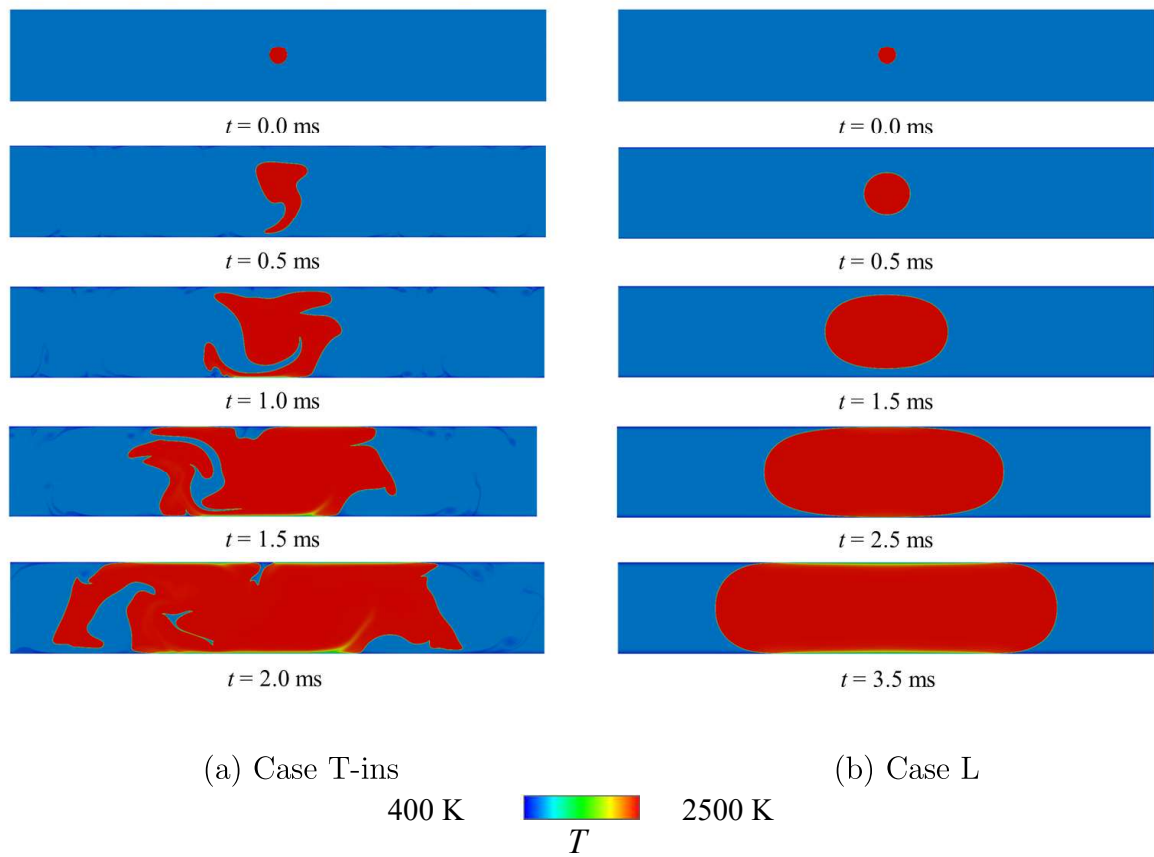 t = 0.0 ms
t = 0.5 ms
t = 1.0 ms
t = 1.5 ms
t = 2.0 ms
(a) Case T-ins
t = 0.0 ms
t = 0.5 ms
t = 1.5 ms
t = 2.5 ms
t = 3.5 ms
(b) Case L
400 K 2500 K
T